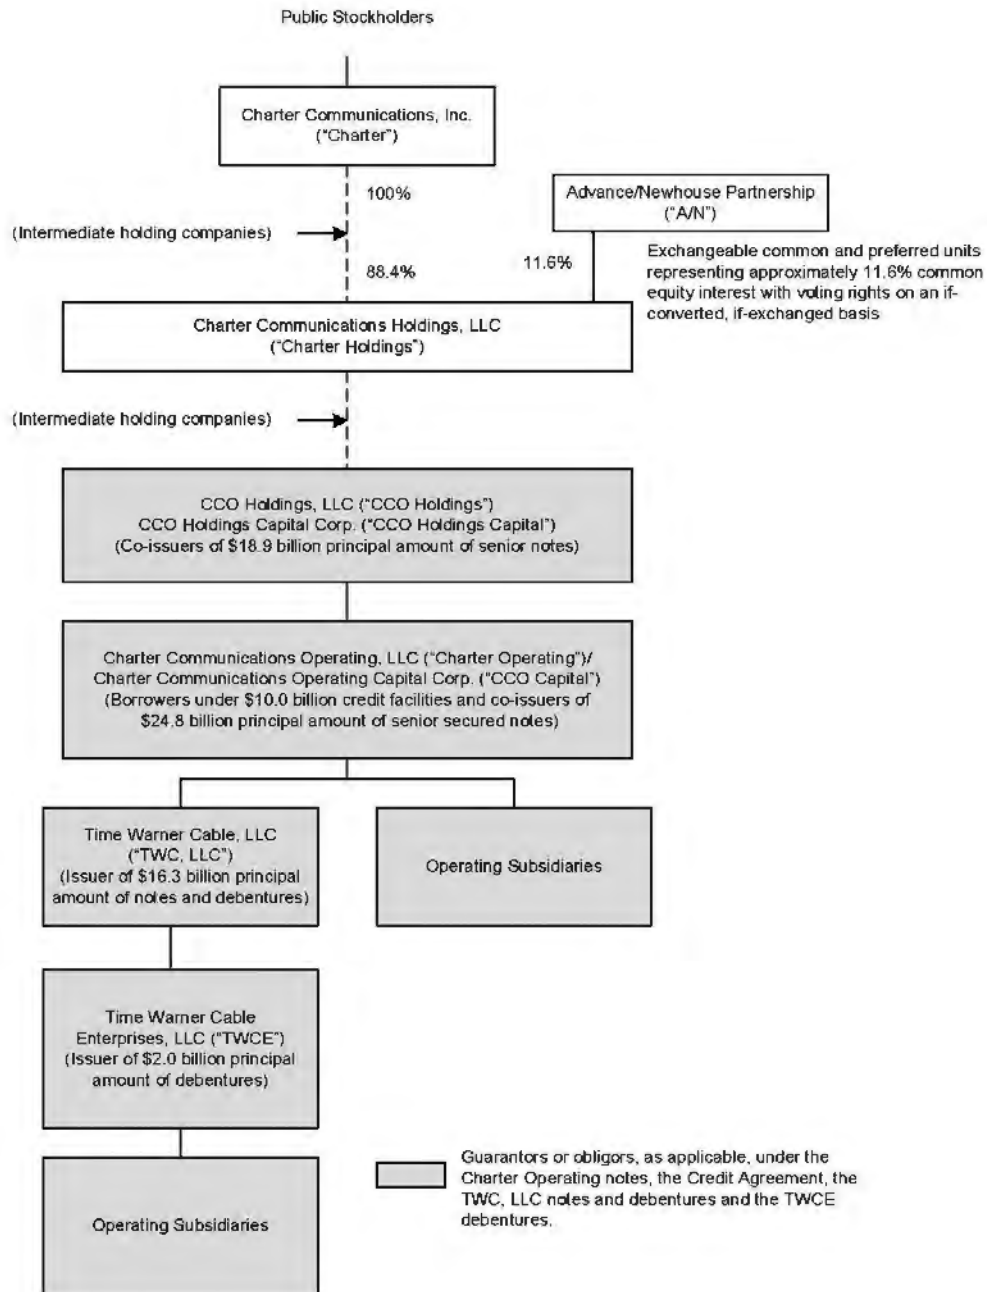 Public Stockholders
Charter Communications, Inc.
("Charter")
100%
Advance/Newhouse Partnership
("A/N")
(Intermediate holding companies)
88.4%
11.6%
Exchangeable common and preferred units
representing approximately 11.6% common
equity interest with voting rights on an if-
converted, if-exchanged basis
Charter Communications Holdings, LLC
("Charter Holdings")
(Intermediate holding companies)
CCO Holdings, LLC ("CCO Holdings")
CCO Holdings Capital Corp. ("CCO Holdings Capital")
(Co-issuers of $18.9 billion principal amount of senior notes)
Charter Communications Operating, LLC ("Charter Operating")/
Charter Communications Operating Capital Corp. ("CCO Capital")
(Borrowers under $10.0 billion credit facilities and co-issuers of
$24.8 billion principal amount of senior secured notes)
Time Warner Cable, LLC
("TWC, LLC")
(Issuer of $16.3 billion principal
amount of notes and debentures)
Operating Subsidiaries
Time Warner Cable
Enterprises, LLC ("TWCE")
(Issuer of $2.0 billion principal
amount of debentures)
Guarantors or obligors, as applicable, under the
Charter Operating notes, the Credit Agreement, the
TWC, LLC notes and debentures and the TWCE
debentures.
Operating Subsidiaries